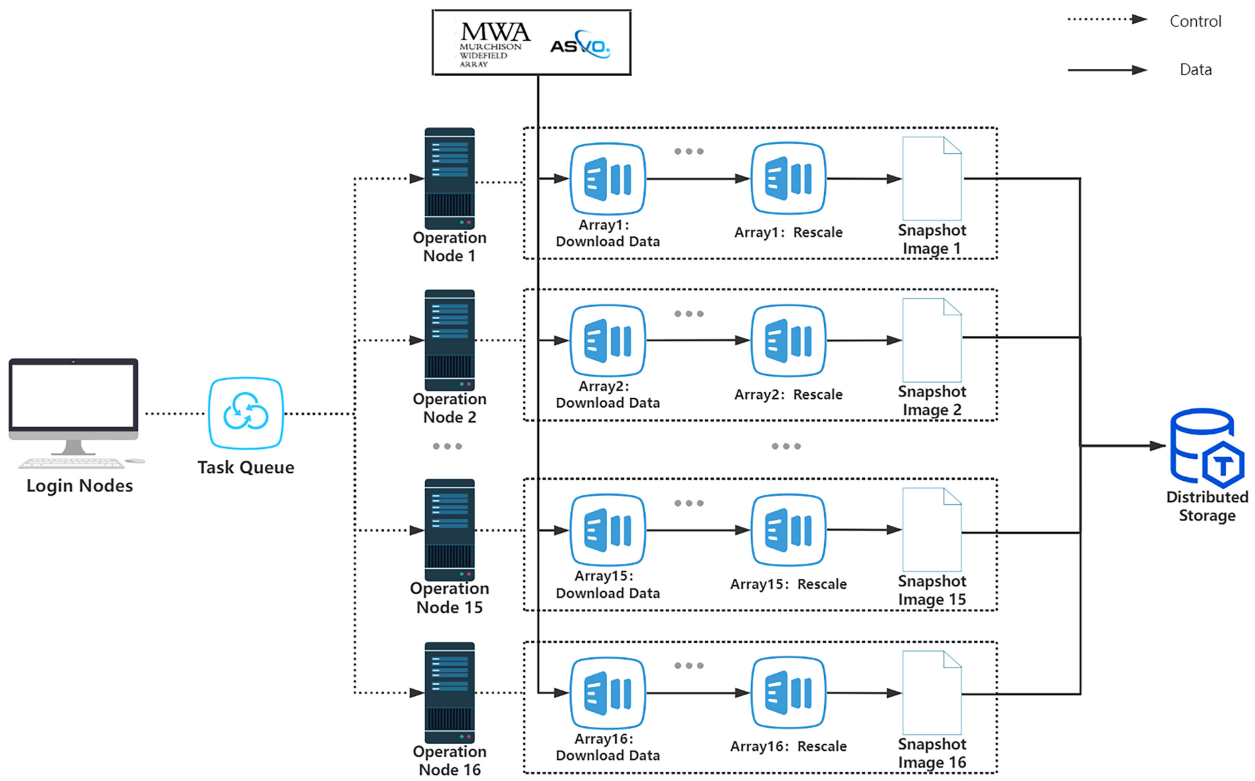 MWA
MURCHISON
WIDEFIELD
ARRAY
ASVO.
Control
Data
Operation
Node 1
Array1:
Download Data
Array1: Rescale
Snapshot
Image 1
Operation
Node 2
Array2:
Download Data
Array2: Rescale
Snapshot
Image 2
Login Nodes
Task Queue
T
Distributed
Storage
Operation
Node 15
Array15:
Download Data
Array15: Rescale
Snapshot
Image 15
Operation
Node 16
Array16:
Download Data
Array16: Rescale
Snapshot
Image 16